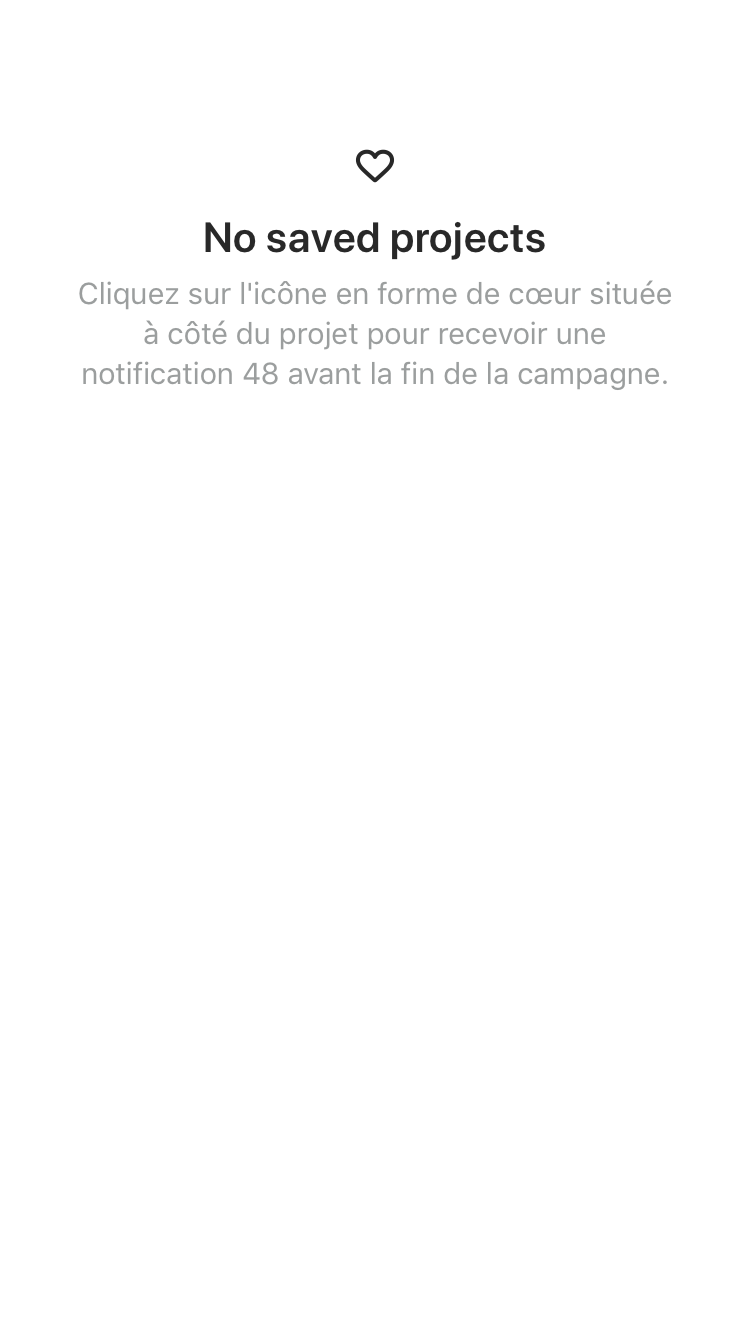 No saved projects
Cliquez sur l'icône en forme de cœur située
à côté du projet pour recevoir une
notification 48 avant la fin de la campagne.